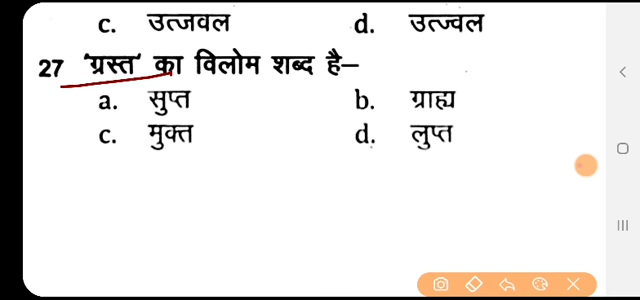 c. उत्जवल d. उत्ज्वल
27 'ग्रस्त' का विलोम शब्द है–
a. सुप्त b. ग्राह्य
c. मुक्त d. लुप्त